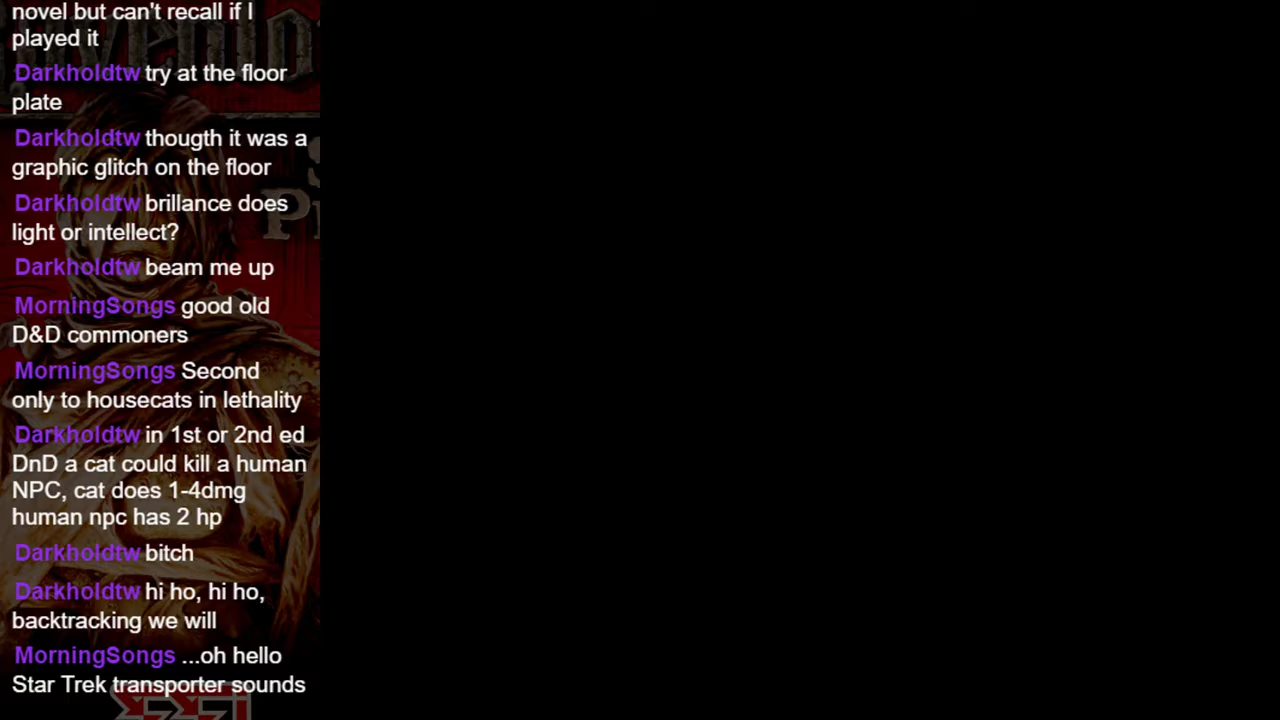 novel but can't recall if I
played it
Darkholdtw try at the floor
plate
Darkholdtw thougth it was a
graphic glitch on the floor
Darkholdtw brillance does
light or intellect?
Darkholdtw beam me up
MorningSongs good old
D&D commoners
MorningSongs Second
only to housecats in lethality
Darkholdtw in 1st or 2nd ed
DnD a cat could kill a human
NPC, cat does 1-4dmg
human npc has 2 hp
Darkholdtw bitch
Darkholdtw hi ho, hi ho,
backtracking we will
MorningSongs ...oh hello
Star Trek transporter sounds